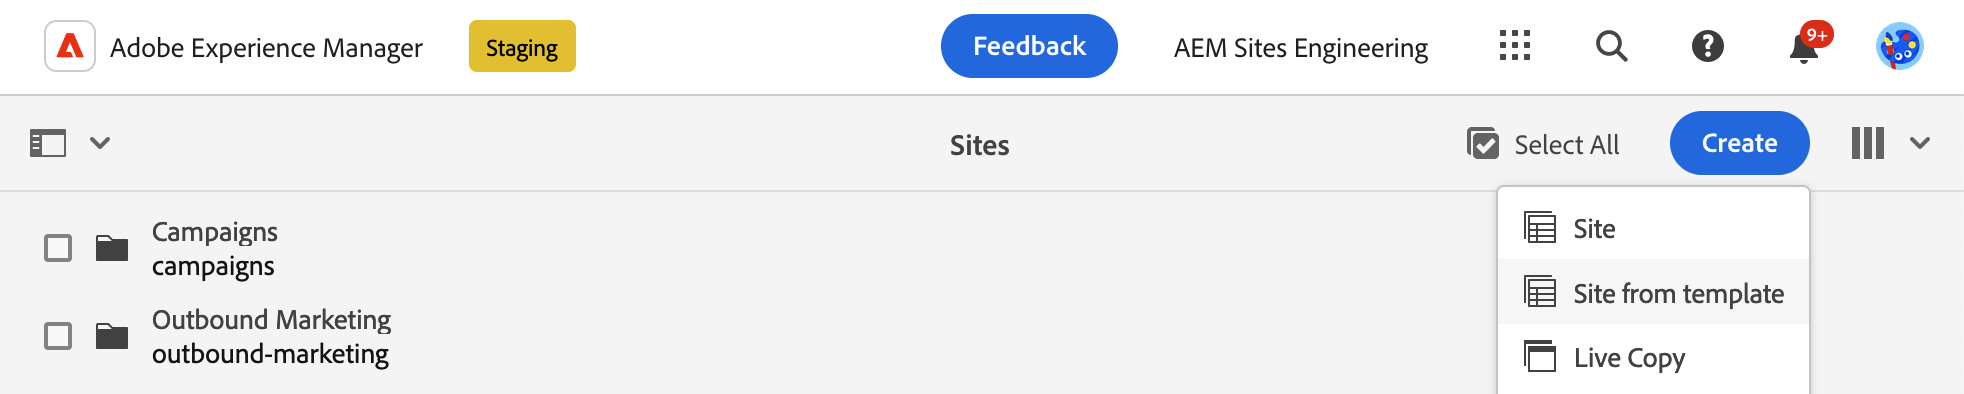 Adobe Experience Manager
Staging
Feedback
AEM Sites Engineering
9+
Sites
Select All
Create
Campaigns
campaigns
Outbound Marketing
outbound-marketing
Site
Site from template
Live Copy